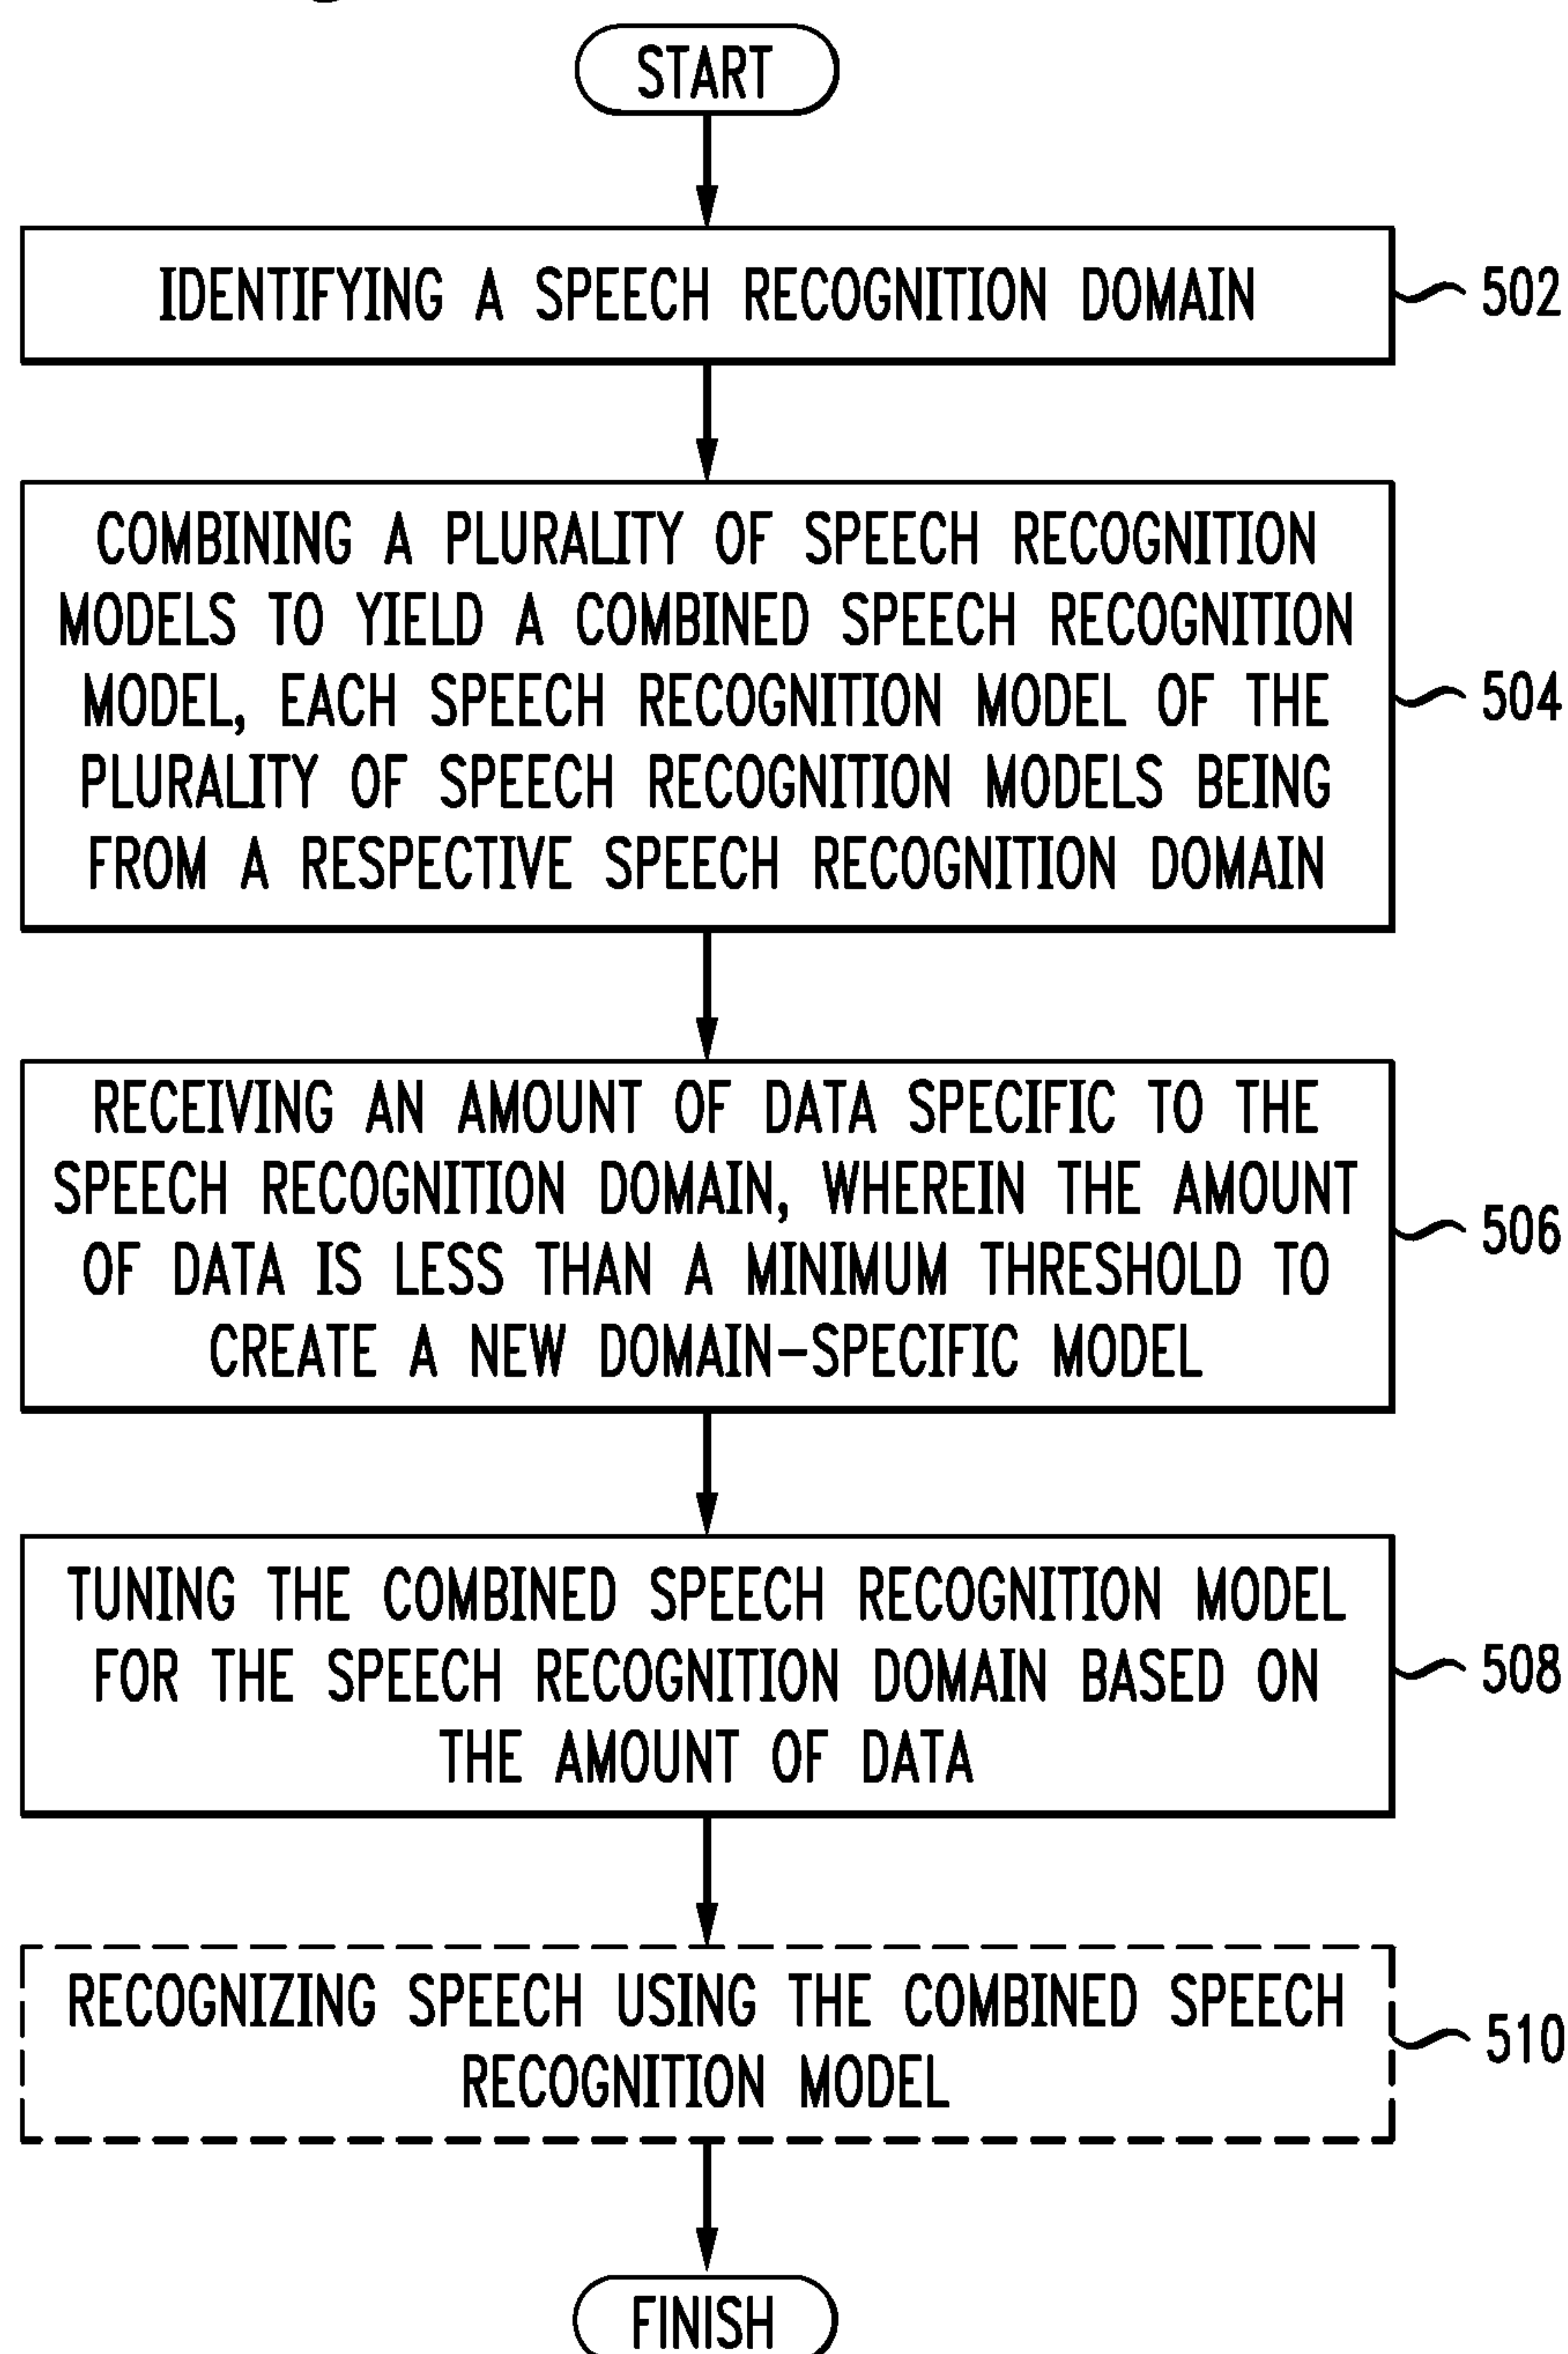 START
IDENTIFYING A SPEECH RECOGNITION DOMAIN
502
COMBINING A PLURALITY OF SPEECH RECOGNITION
MODELS TO YIELD A COMBINED SPEECH RECOGNITION
MODEL, EACH SPEECH RECOGNITION MODEL OF THE
PLURALITY OF SPEECH RECOGNITION MODELS BEING
FROM A RESPECTIVE SPEECH RECOGNITION DOMAIN
504
RECEIVING AN AMOUNT OF DATA SPECIFIC TO THE
SPEECH RECOGNITION DOMAIN, WHEREIN THE AMOUNT
OF DATA IS LESS THAN A MINIMUM THRESHOLD TO
CREATE A NEW DOMAIN-SPECIFIC MODEL
506
TUNING THE COMBINED SPEECH RECOGNITION MODEL
FOR THE SPEECH RECOGNITION DOMAIN BASED ON
THE AMOUNT OF DATA
508
RECOGNIZING SPEECH USING THE COMBINED SPEECH
RECOGNITION MODEL
510
FINISH